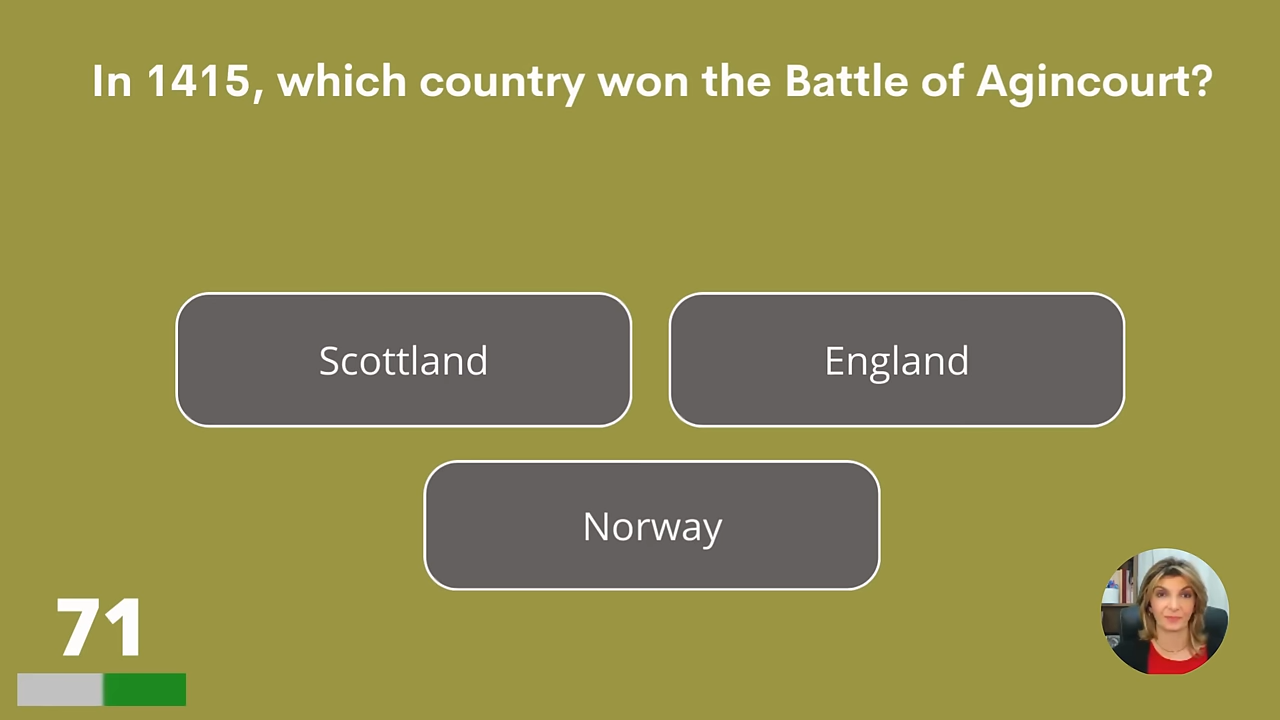 In 1415, which country won the Battle of Agincourt?
Scottland
England
Norway
71